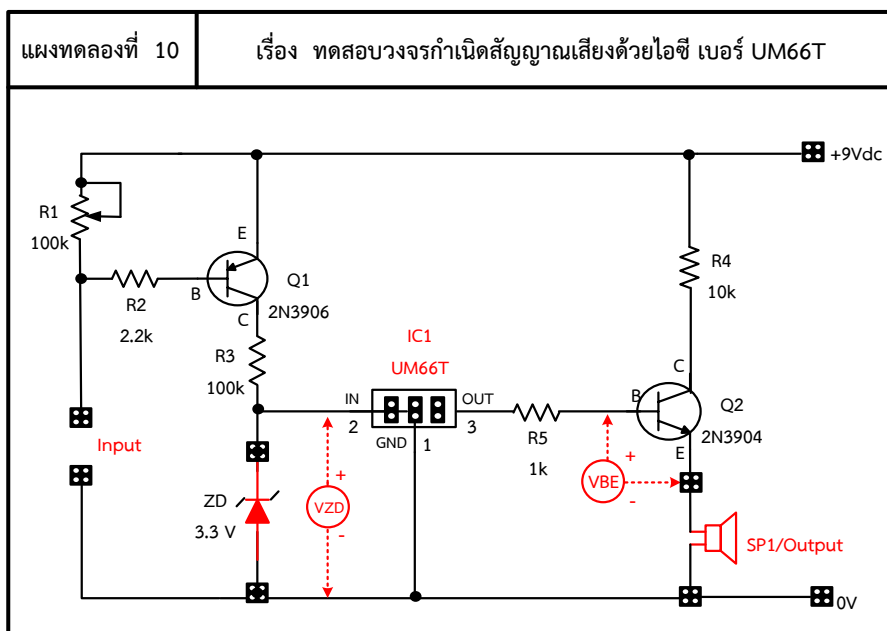 แผงทดลองที่ 10
เรื่อง ทดสอบวงจรกำเนิดสัญญาณเสียงด้วยไอซี เบอร์ UM66T
+9Vdc
R1
100k
E
B
C
Q1
2N3906
R2
2.2k
R3
100k
R4
10k
IC1
UM66T
IN
2
GND
1
OUT
3
R5
1k
B
C
E
Q2
2N3904
Input
ZD
3.3 V
+
VZD
-
+
VBE
-
SP1/Output
0V